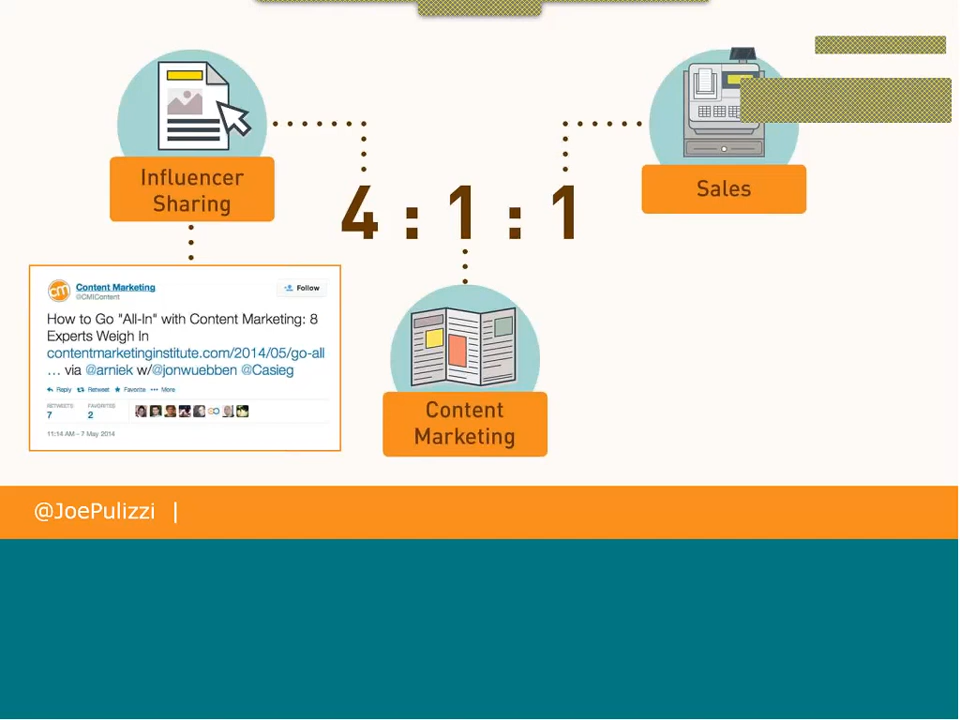 Influencer
Sharing
4 : 1 : 1
Sales
Content Marketing
@CMIContent
Follow
How to Go "All-In" with Content Marketing: 8
Experts Weigh In
contentmarketinginstitute.com/2014/05/go-all
… via @arniek w/@jonwuebben @Casieg
Reply Retweet Favorite ••• More
RETWEETS FAVORITES
7 2
11:14 AM - 7 May 2014
Content
Marketing
@JoePulizzi |